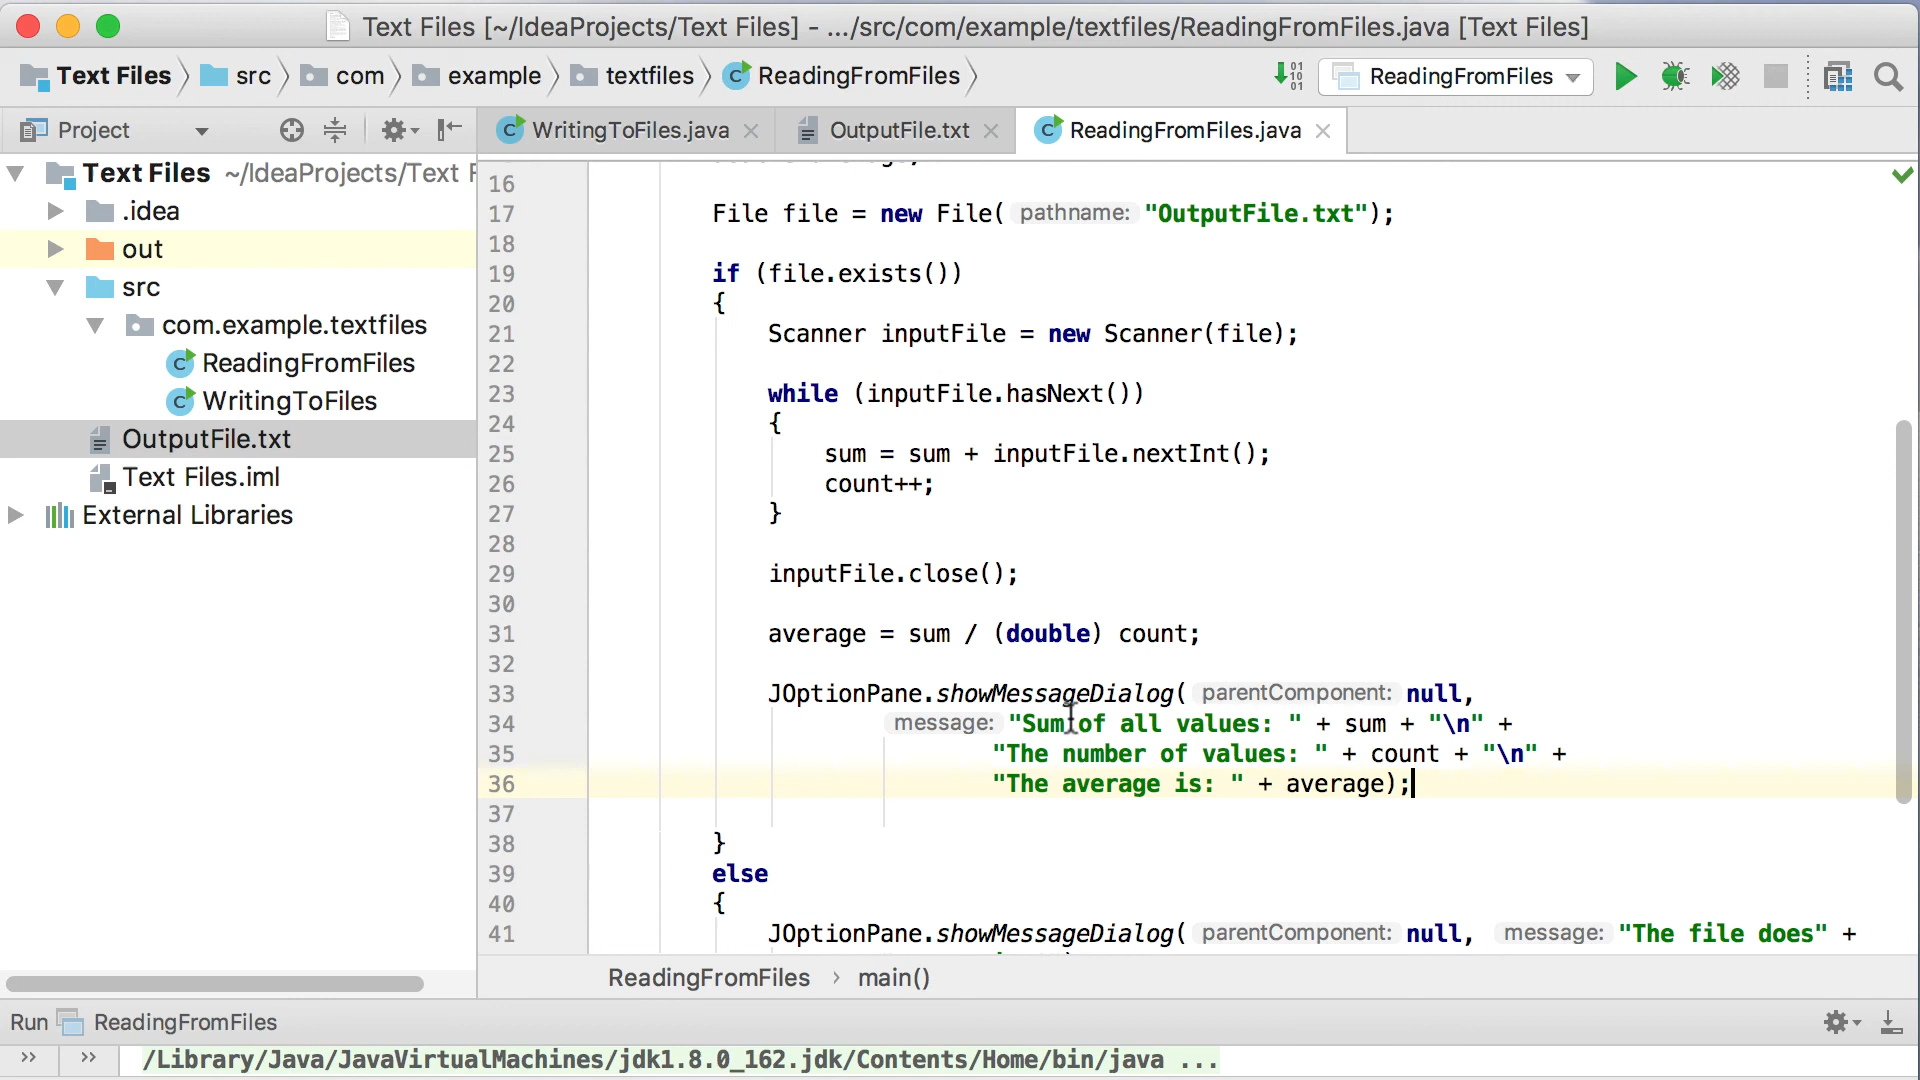 Text Files [~/IdeaProjects/Text Files] - .../src/com/example/textfiles/ReadingFromFiles.java [Text Files]
Text Files src com example textfiles ReadingFromFiles ReadingFromFiles
Project WritingToFiles.java OutputFile.txt ReadingFromFiles.java
Text Files ~/IdeaProjects/Text F
.idea
out
src
com.example.textfiles
ReadingFromFiles
WritingToFiles
OutputFile.txt
Text Files.iml
External Libraries
16
17 File file = new File( pathname: "OutputFile.txt");
18
19 if (file.exists())
20 {
21 Scanner inputFile = new Scanner(file);
22
23 while (inputFile.hasNext())
24 {
25 sum = sum + inputFile.nextInt();
26 count++;
27 }
28
29 inputFile.close();
30
31 average = sum / (double) count;
32
33 JOptionPane.showMessageDialog( parentComponent: null,
34 message: "Sum of all values: " + sum + "\n" +
35 "The number of values: " + count + "\n" +
36 "The average is: " + average);
37
38 }
39 else
40 {
41 JOptionPane.showMessageDialog( parentComponent: null, message: "The file does" +
ReadingFromFiles › main()
Run ReadingFromFiles
/Library/Java/JavaVirtualMachines/jdk1.8.0_162.jdk/Contents/Home/bin/java ...